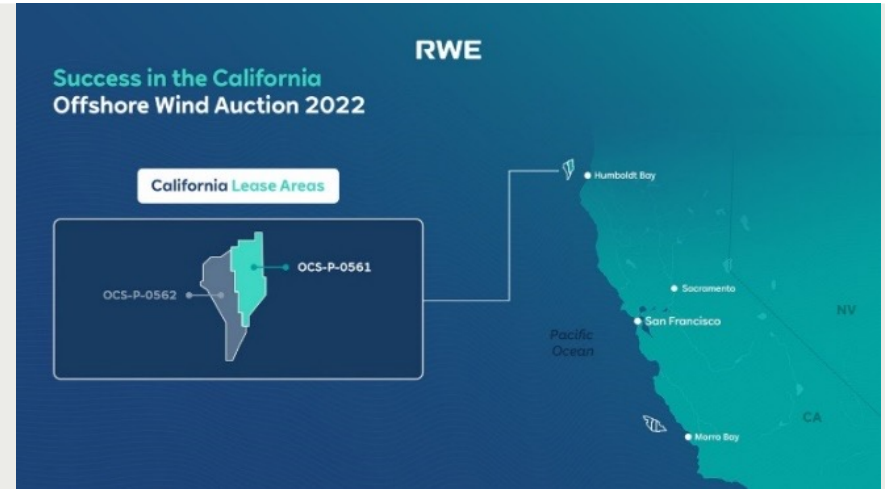 RWE
Success in the California
Offshore Wind Auction 2022
California Lease Areas
OCS-P-0561
OCS-P-0562
Humboldt Bay
Sacramento
San Francisco
NV
Pacific
Ocean
CA
Morro Bay